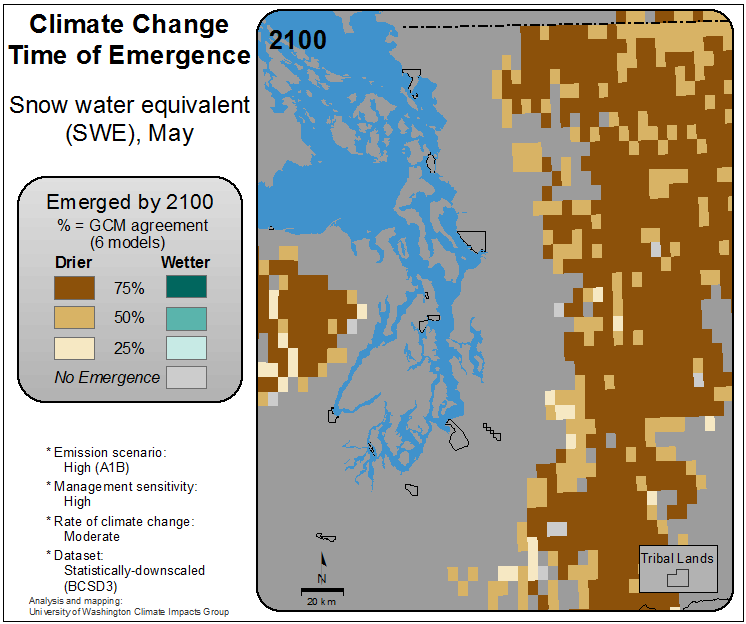 Climate Change
Time of Emergence
Snow water equivalent
(SWE), May
Emerged by 2100
% = GCM agreement
(6 models)
Drier Wetter
75%
50%
25%
No Emergence
* Emission scenario:
High (A1B)
* Management sensitivity:
High
* Rate of climate change:
Moderate
* Dataset:
Statistically-downscaled
(BCSD3)
Analysis and mapping:
University of Washington Climate Impacts Group
2100
N
20 km
Tribal Lands